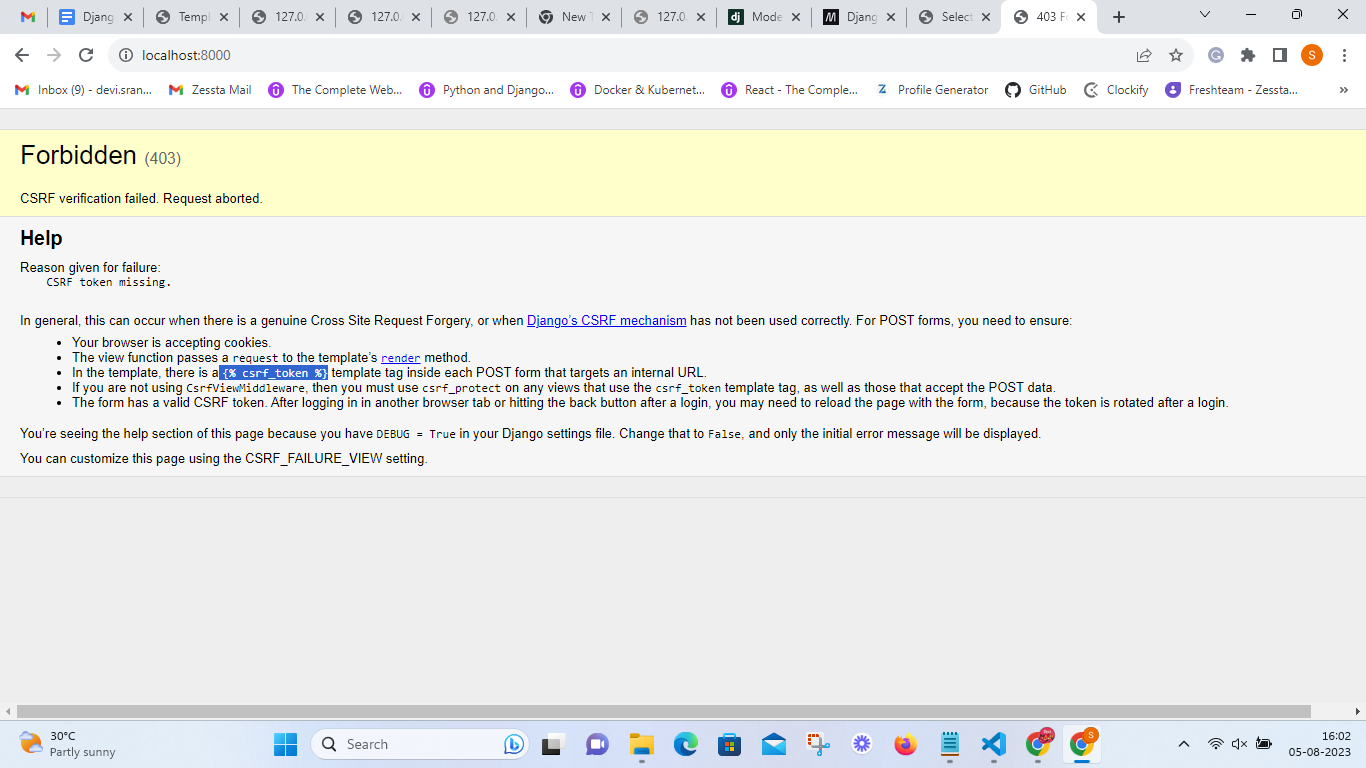 Djang
Templ
127.0.
127.0.
127.0.
New T
127.0.
dj Mode
M Djang
Select
403 Fo
localhost:8000
G
S
Inbox (9) - devi.sran...
Zessta Mail
The Complete Web...
Python and Django...
Docker & Kubernet...
React - The Comple...
Z Profile Generator
GitHub
Clockify
Freshteam - Zessta...
»
Forbidden (403)
CSRF verification failed. Request aborted.
Help
Reason given for failure:
CSRF token missing.
In general, this can occur when there is a genuine Cross Site Request Forgery, or when Django’s CSRF mechanism has not been used correctly. For POST forms, you need to ensure:
Your browser is accepting cookies.
The view function passes a request to the template’s render method.
In the template, there is a {% csrf_token %} template tag inside each POST form that targets an internal URL.
If you are not using CsrfViewMiddleware, then you must use csrf_protect on any views that use the csrf_token template tag, as well as those that accept the POST data.
The form has a valid CSRF token. After logging in in another browser tab or hitting the back button after a login, you may need to reload the page with the form, because the token is rotated after a login.
You’re seeing the help section of this page because you have DEBUG = True in your Django settings file. Change that to False, and only the initial error message will be displayed.
You can customize this page using the CSRF_FAILURE_VIEW setting.
30°C
Partly sunny
Search
S
16:02
05-08-2023